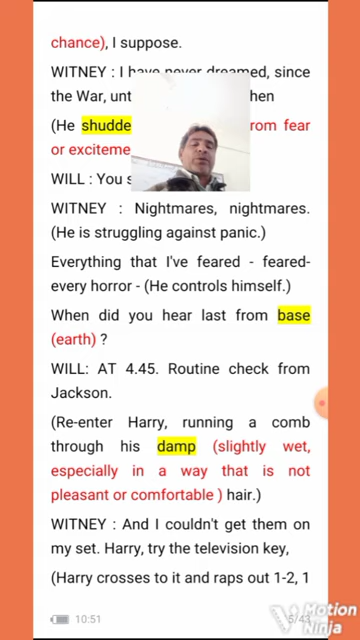 chance), I suppose.
WITNEY : I have never dreamed, since
the War, unt hen
(He shudde rom fear
or exciteme
WILL : You s
WITNEY : Nightmares, nightmares.
(He is struggling against panic.)
Everything that I've feared - feared-
every horror - (He controls himself.)
When did you hear last from base
(earth) ?
WILL: AT 4.45. Routine check from
Jackson.
(Re-enter Harry, running a comb
through his damp (slightly wet,
especially in a way that is not
pleasant or comfortable ) hair.)
WITNEY : And I couldn't get them on
my set. Harry, try the television key,
(Harry crosses to it and raps out 1-2, 1
10:51
5/43
Motion
Ninja